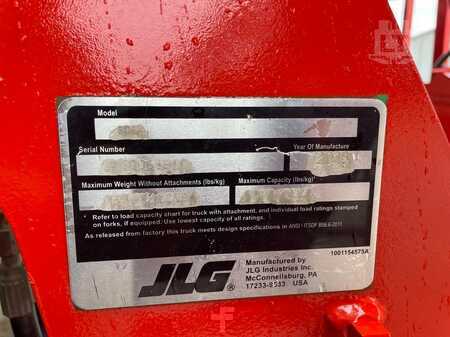 Model
Serial Number
Year Of Manufacture
Maximum Weight Without Attachments (lbs/kg)
Maximum Capacity (lbs/kg)*
* Refer to load capacity chart for truck with attachment, and individual load ratings stamped
on forks, if equipped. Use lowest capacity of all ratings.
As released from factory this truck meets design specifications in ANSI / ITSDF B56.6-2011
1001154575A
JLG®
Manufactured by
JLG Industries Inc.
McConnellsburg, PA
17233-9533 USA